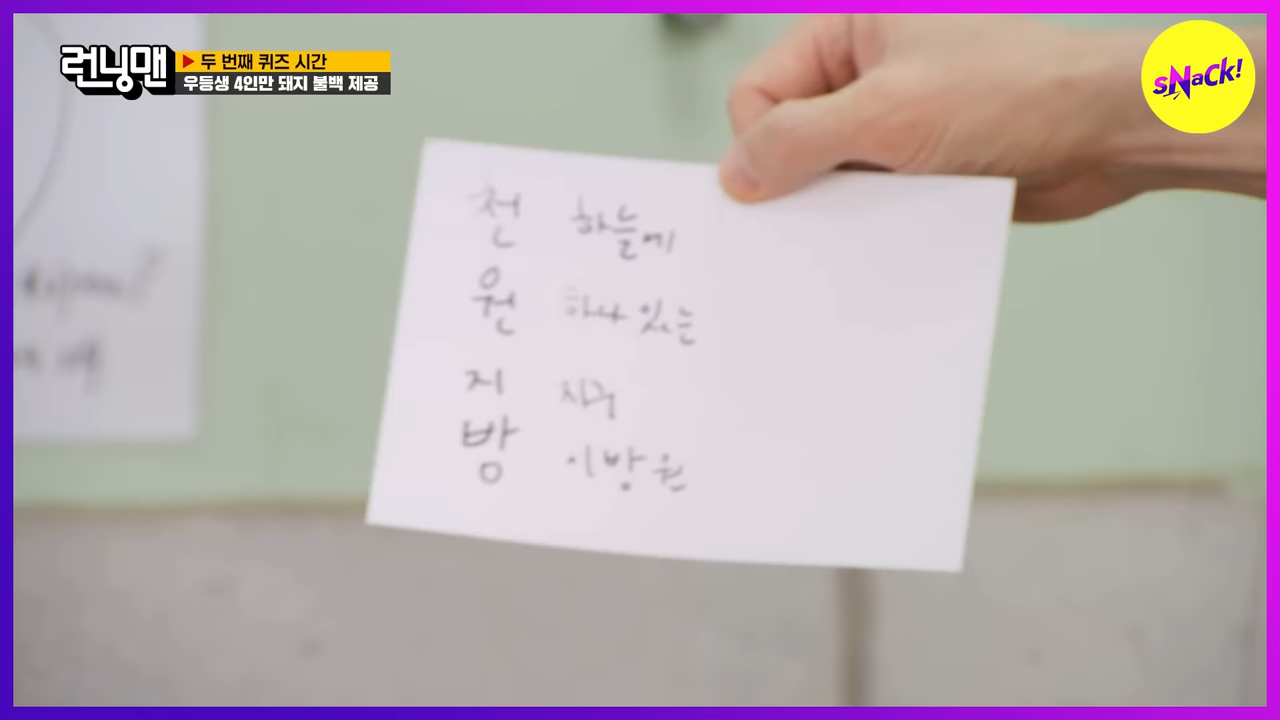 런닝맨
두 번째 퀴즈 시간
우등생 4인만 돼지 불백 제공
sNaCK!
천 하늘에
원 하나 있는
지 지구
방 이방원